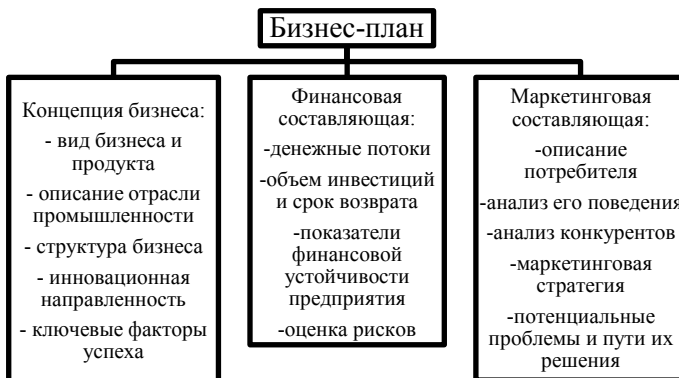 Бизнес-план
Концепция бизнеса:
- вид бизнеса и
продукта
- описание отрасли
промышленности
- структура бизнеса
- инновационная
направленность
- ключевые факторы
успеха
Финансовая
составляющая:
-денежные потоки
-объем инвестиций
и срок возврата
-показатели
финансовой
устойчивости
предприятия
-оценка рисков
Маркетинговая
составляющая:
-описание
потребителя
-анализ его поведения
-анализ конкурентов
-маркетинговая
стратегия
-потенциальные
проблемы и пути их
решения